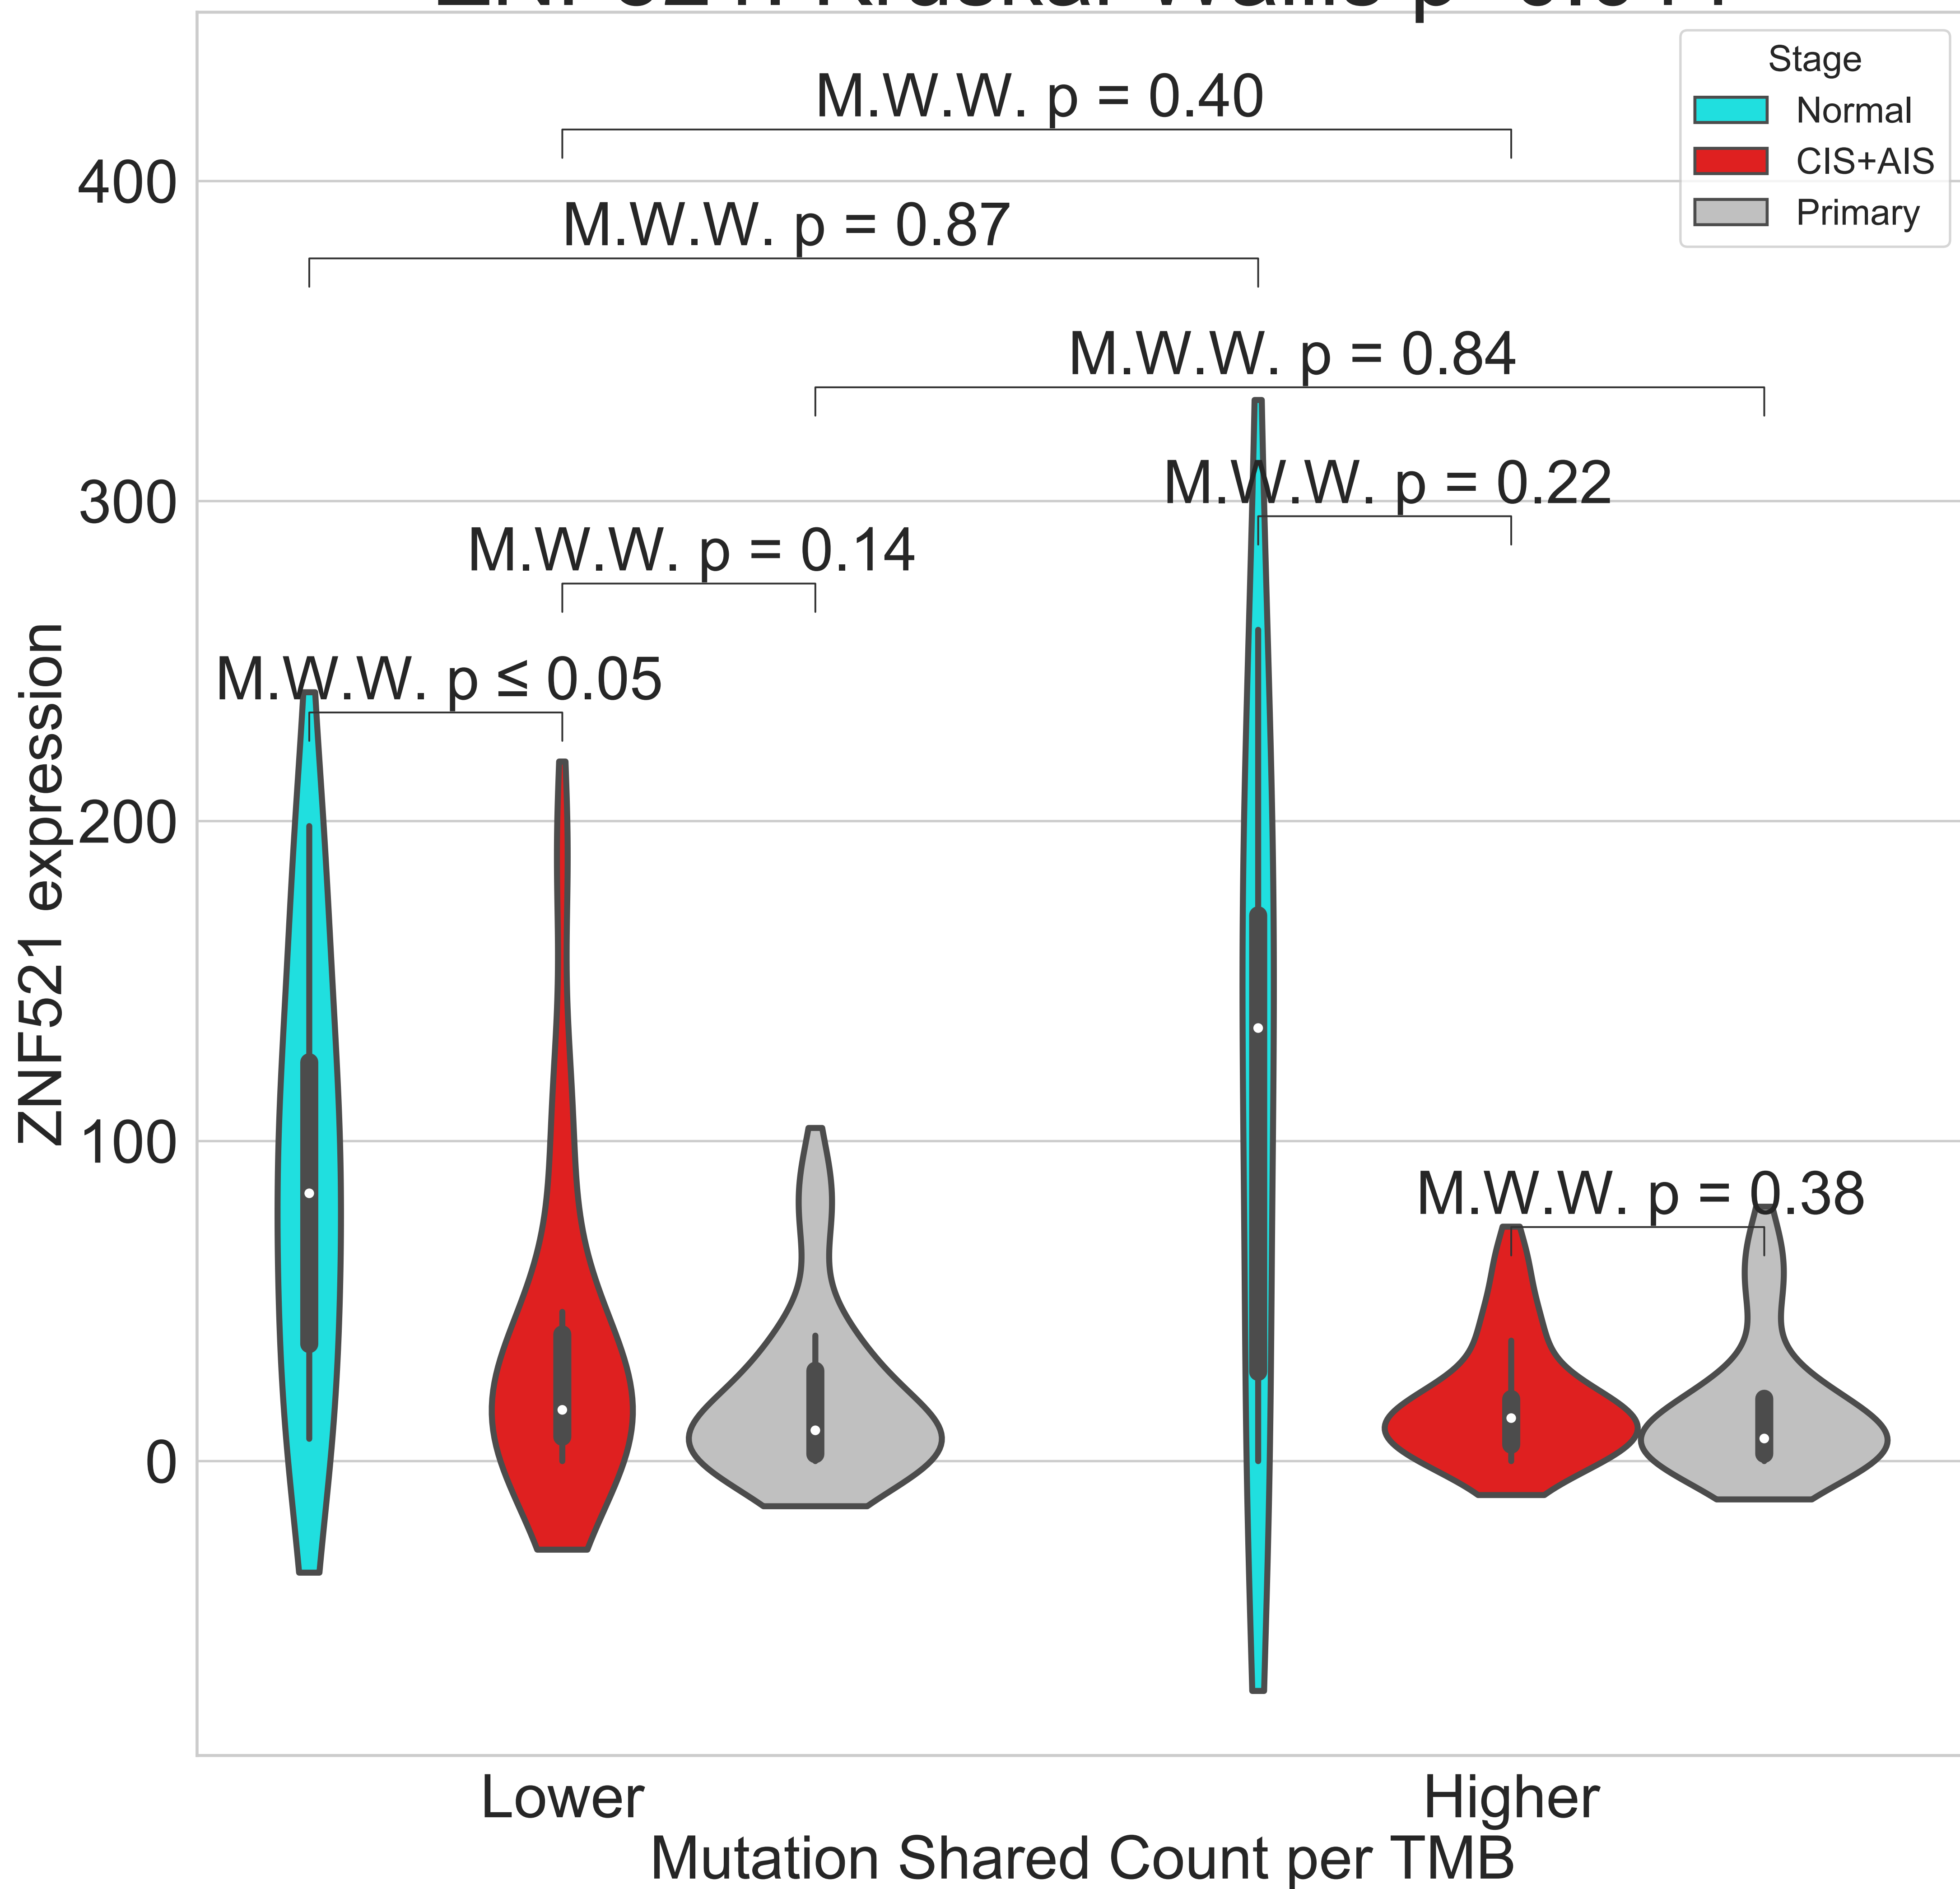 Stage
Normal
CIS+AIS
Primary
M.W.W. p = 0.40
400
M.W.W. p = 0.87
M.W.W. p = 0.84
300
M.W.W. p = 0.22
M.W.W. p = 0.14
M.W.W. p ≤ 0.05
ZNF521 expression
200
100
M.W.W. p = 0.38
0
Lower
Higher
Mutation Shared Count per TMB